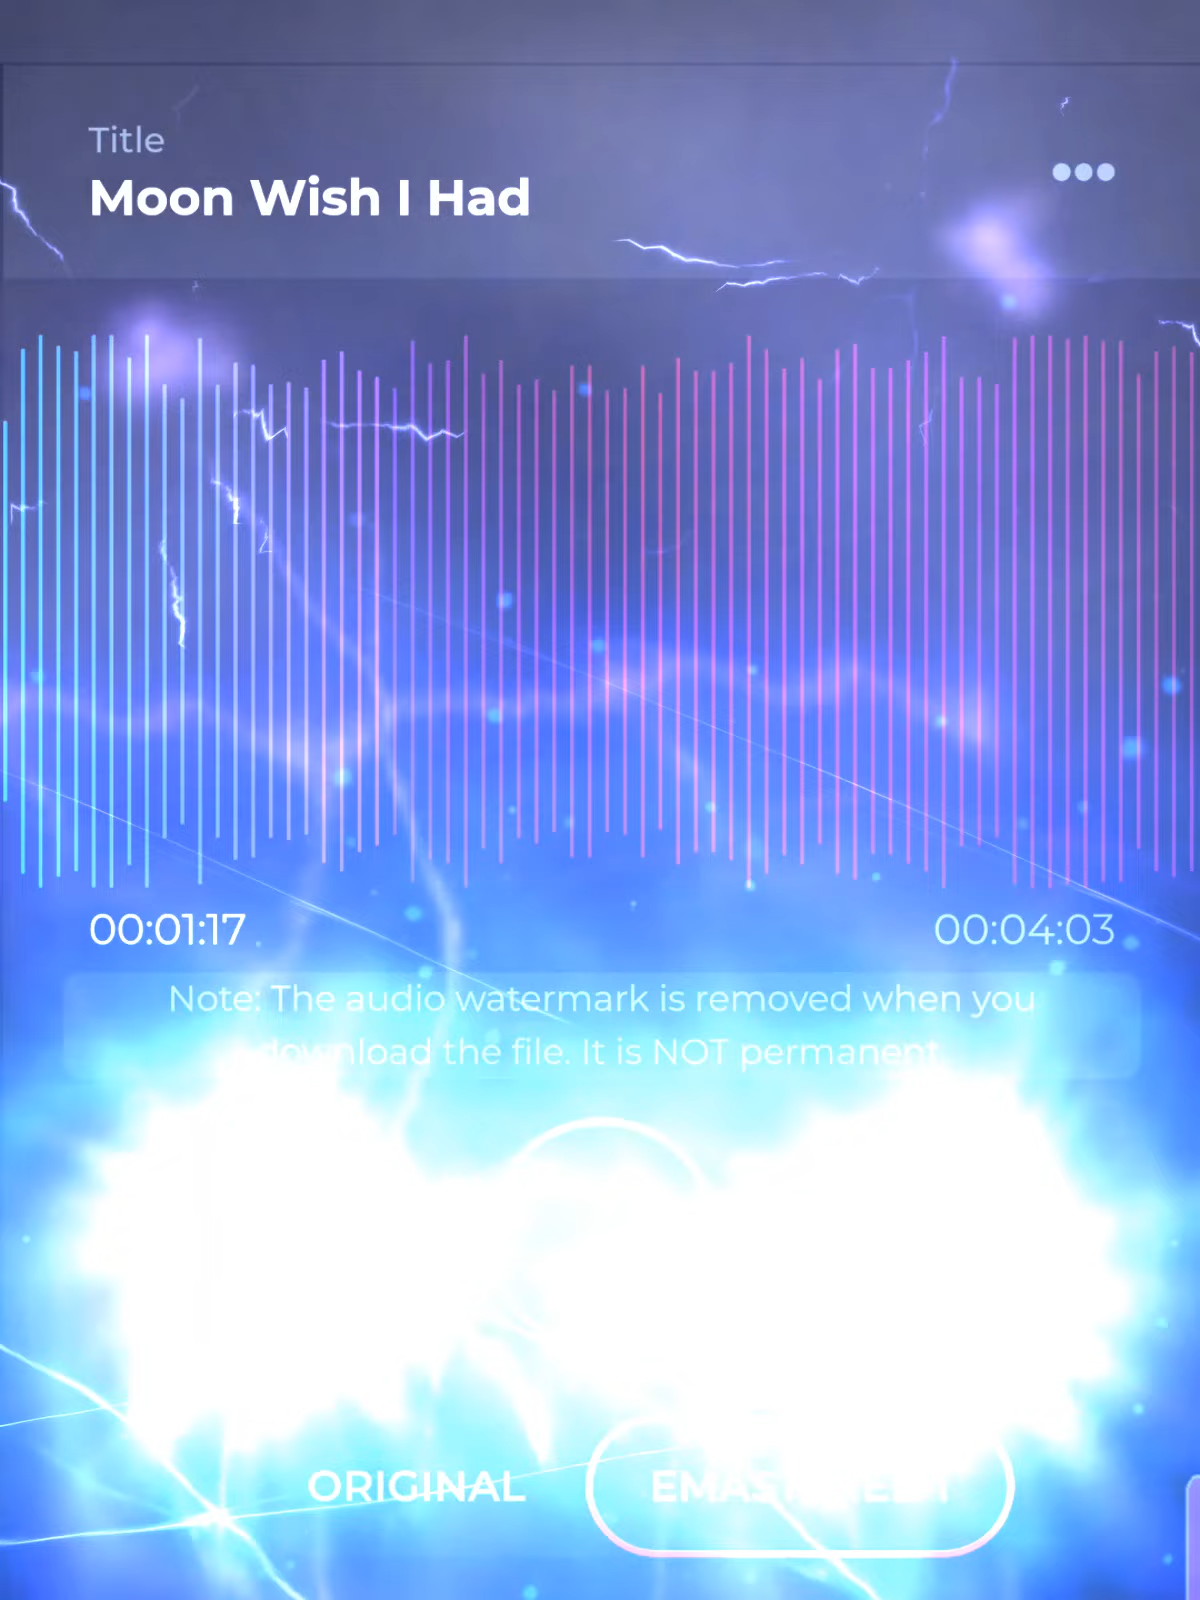 Title
Moon Wish I Had
00:01:17
00:04:03
Note: The audio watermark is removed when you
download the file. It is NOT permanent.
ORIGINAL